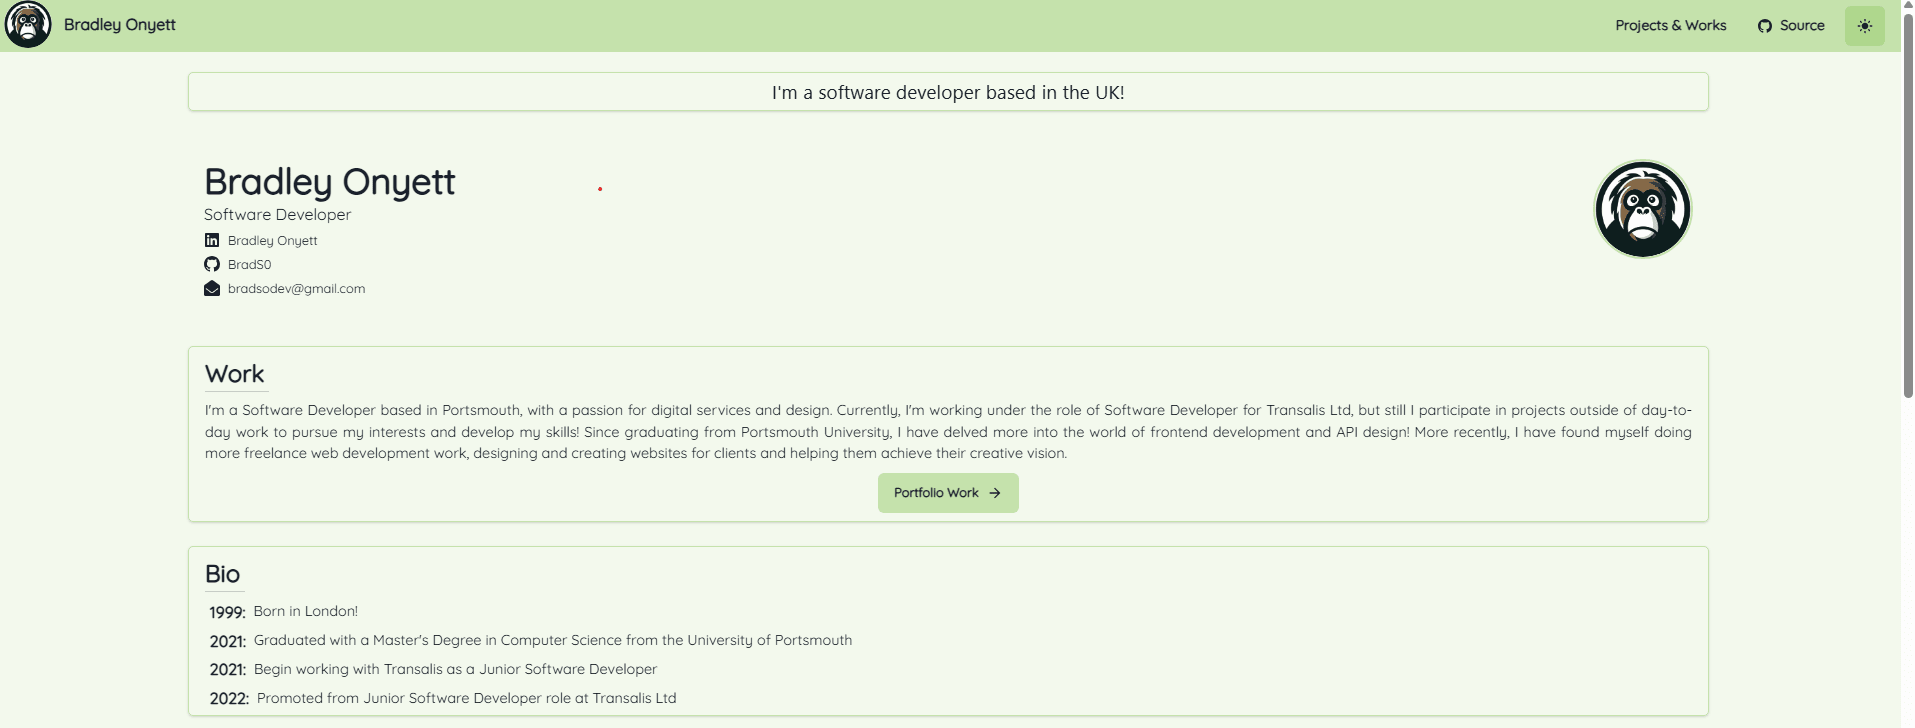 Bradley Onyett
Projects & Works
Source
I'm a software developer based in the UK!
Bradley Onyett
Software Developer
Bradley Onyett
BradS0
bradsodev@gmail.com
Work
I'm a Software Developer based in Portsmouth, with a passion for digital services and design. Currently, I'm working under the role of Software Developer for Transalis Ltd, but still I participate in projects outside of day-to-
day work to pursue my interests and develop my skills! Since graduating from Portsmouth University, I have delved more into the world of frontend development and API design! More recently, I have found myself doing
more freelance web development work, designing and creating websites for clients and helping them achieve their creative vision.
Portfolio Work
Bio
1999: Born in London!
2021: Graduated with a Master's Degree in Computer Science from the University of Portsmouth
2021: Begin working with Transalis as a Junior Software Developer
2022: Promoted from Junior Software Developer role at Transalis Ltd